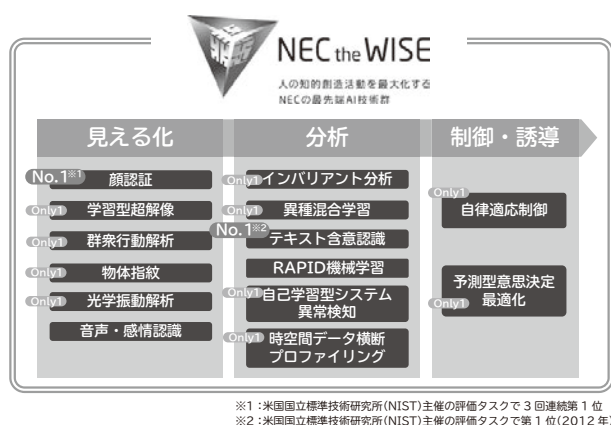 NEC the WISE
人の知的創造活動を最大化する
NECの最先端AI技術群
見える化
No.1※1 顔認証
Only1 学習型超解像
Only1 群衆行動解析
Only1 物体指紋
Only1 光学振動解析
音声・感情認識
分析
Only1 インバリアント分析
Only1 異種混合学習
No.1※2 テキスト含意認識
RAPID機械学習
Only1 自己学習型システム
異常検知
Only1 時空間データ横断
プロファイリング
制御・誘導
Only1
自律適応制御
予測型意思決定
Only1 最適化
※1：米国国立標準技術研究所(NIST)主催の評価タスクで3回連続第1位
※2：米国国立標準技術研究所(NIST)主催の評価タスクで第1位(2012年)